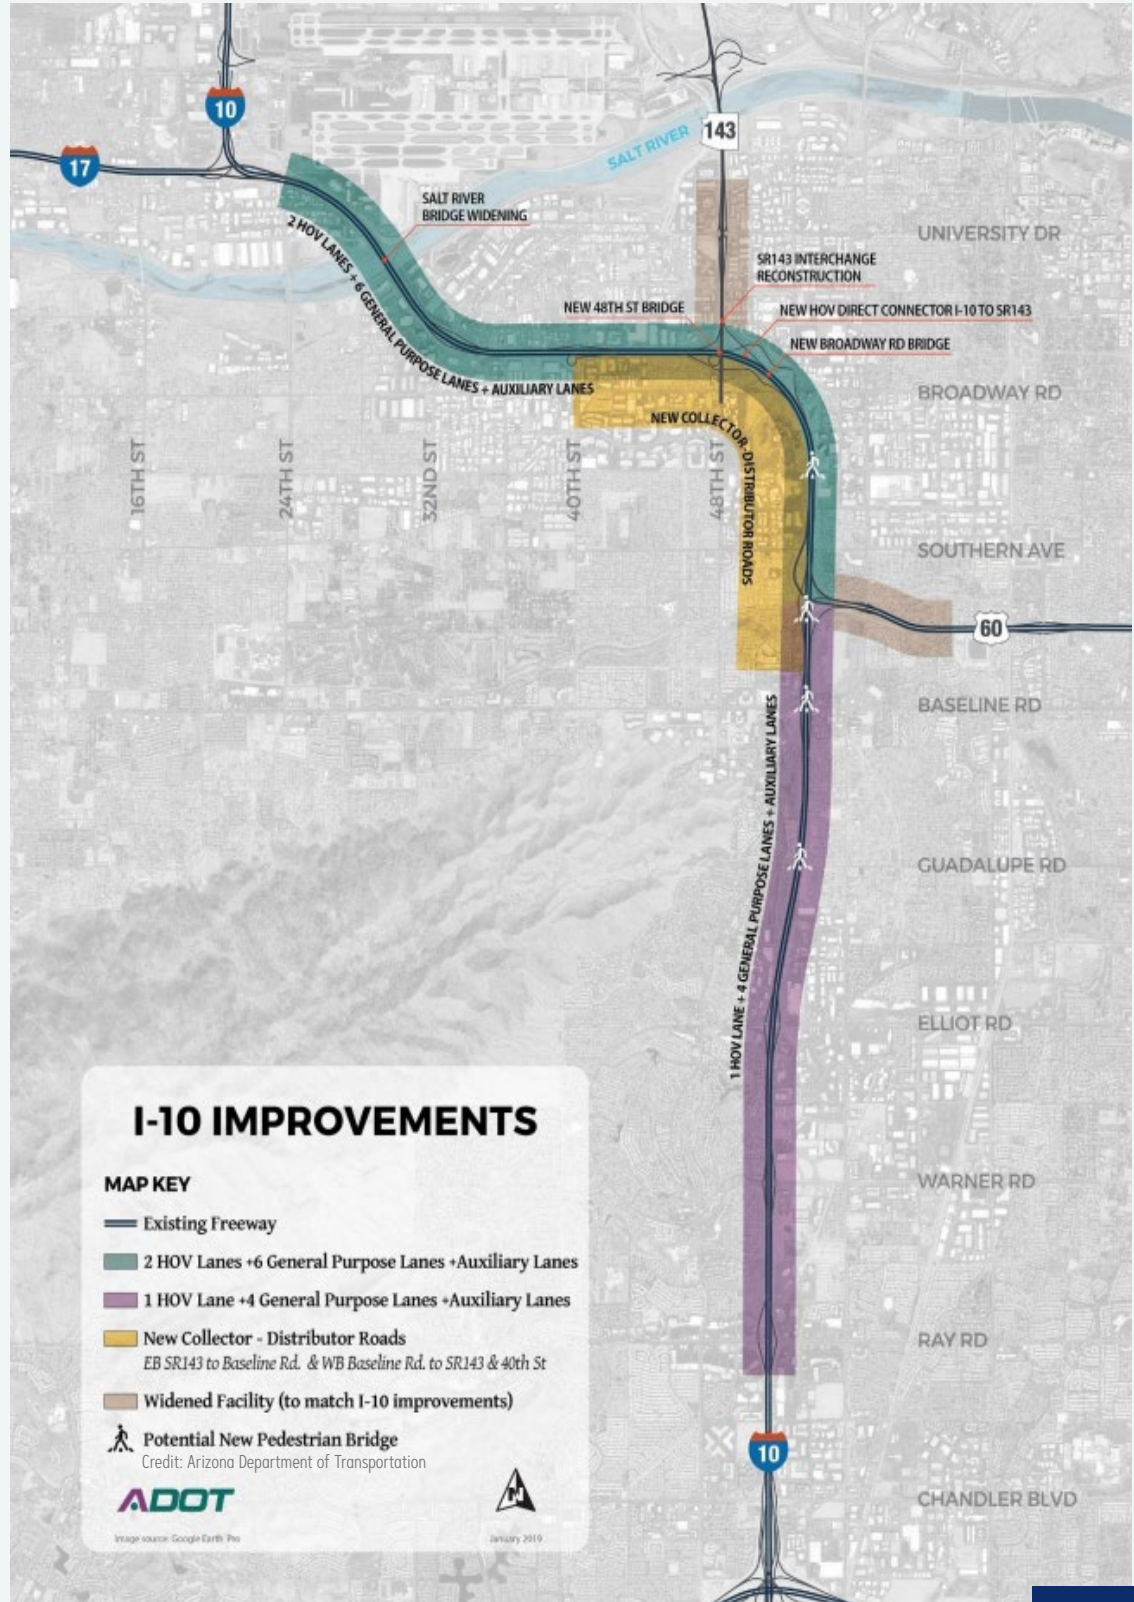 10
17
143
SALT RIVER
SALT RIVER
BRIDGE WIDENING
UNIVERSITY DR
2 HOV LANES + 6 GENERAL PURPOSE LANES + AUXILIARY LANES
SR143 INTERCHANGE
RECONSTRUCTION
NEW 48TH ST BRIDGE
NEW HOV DIRECT CONNECTOR I-10 TO SR143
NEW BROADWAY RD BRIDGE
BROADWAY RD
NEW COLLECTOR-DISTRIBUTOR ROADS
16TH ST
24TH ST
32ND ST
40TH ST
48TH ST
SOUTHERN AVE
60
BASELINE RD
1 HOV LANE + 4 GENERAL PURPOSE LANES + AUXILIARY LANES
GUADALUPE RD
ELLIOT RD
WARNER RD
RAY RD
10
CHANDLER BLVD
I-10 IMPROVEMENTS
MAP KEY
Existing Freeway
2 HOV Lanes +6 General Purpose Lanes +Auxiliary Lanes
1 HOV Lane +4 General Purpose Lanes +Auxiliary Lanes
New Collector - Distributor Roads
EB SR143 to Baseline Rd. & WB Baseline Rd. to SR143 & 40th St
Widened Facility (to match I-10 improvements)
Potential New Pedestrian Bridge
Credit: Arizona Department of Transportation
ADOT
N
Image source: Google Earth Pro
January 2019